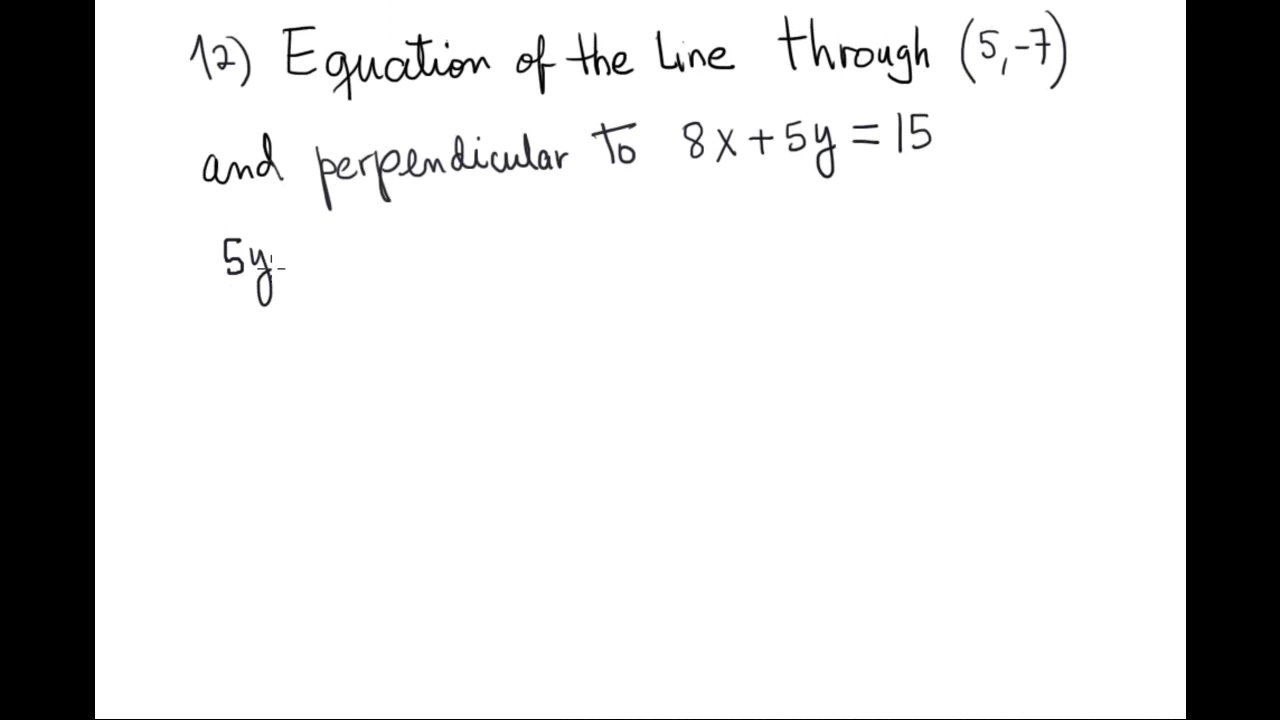 12) Equation of the Line through (5,-7)
and perpendicular to 8x+5y=15
5y